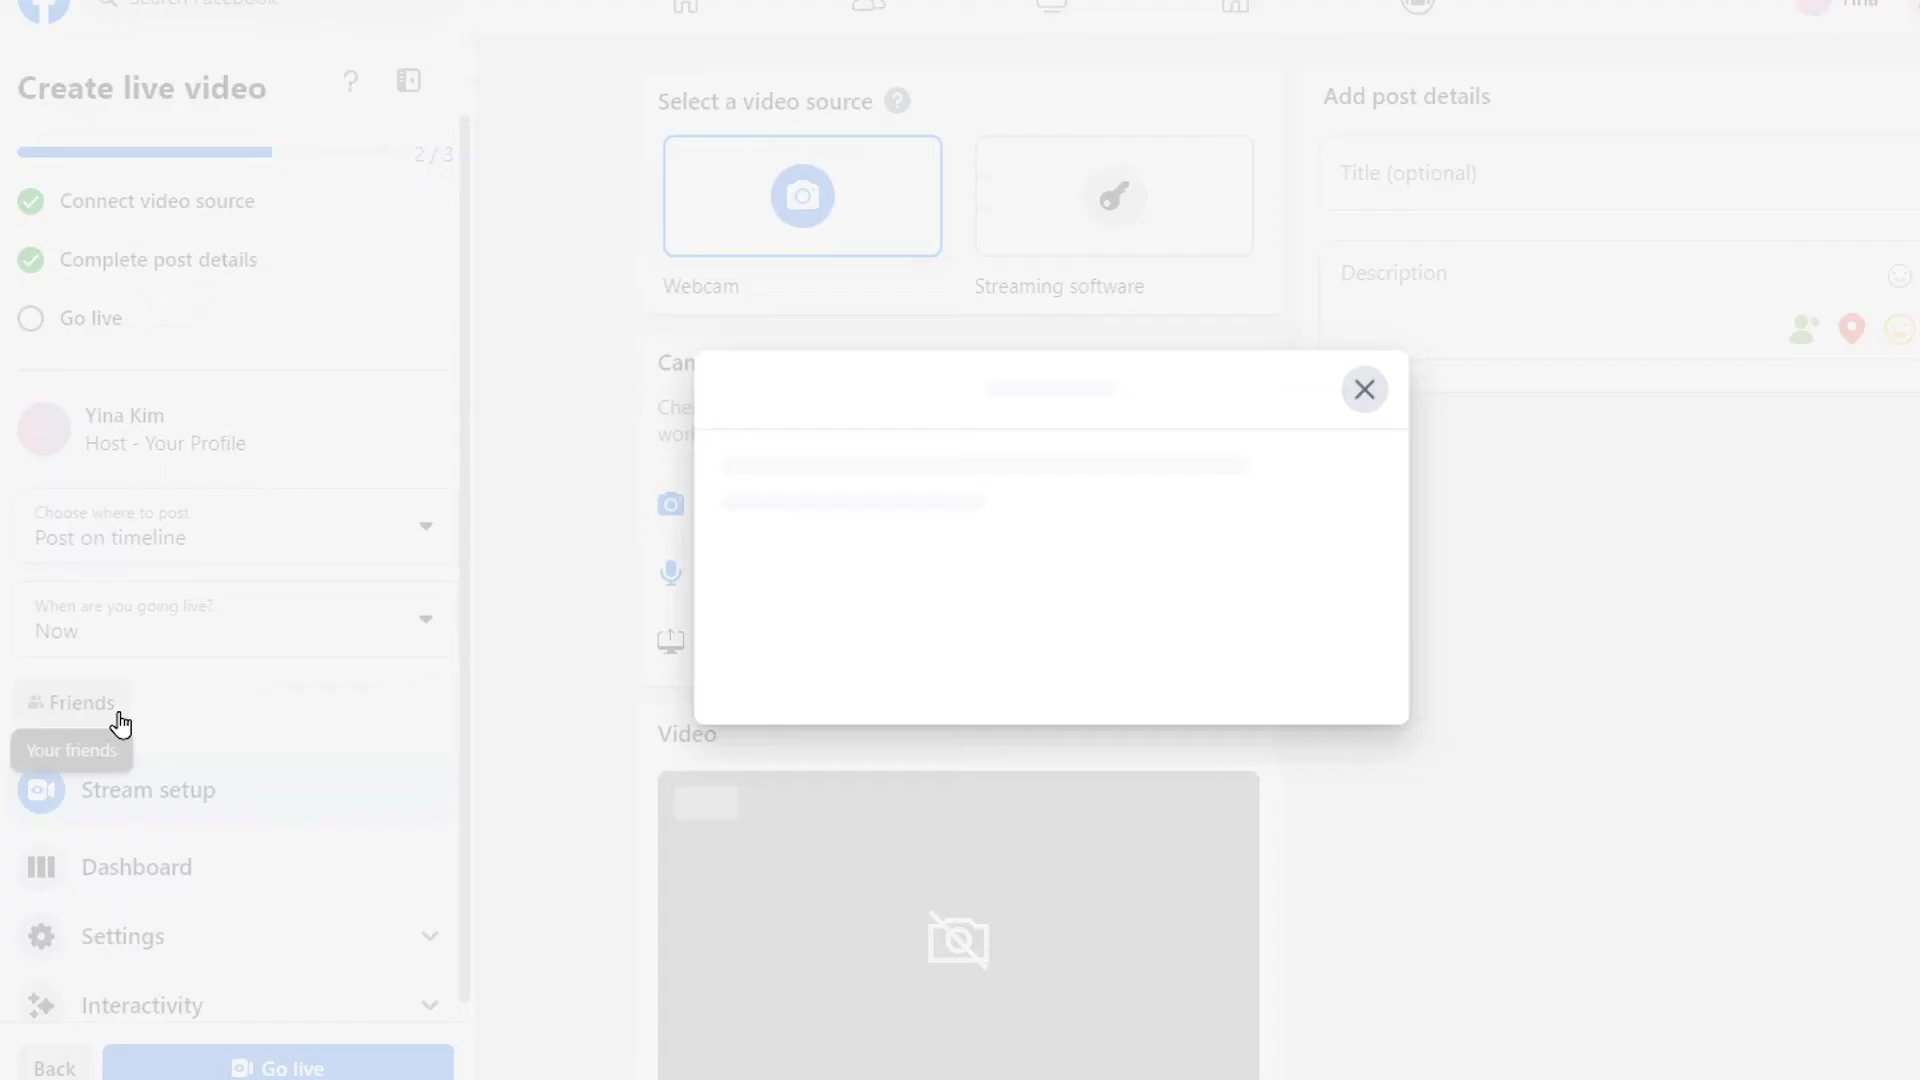 Search Facebook
Create live video
2 / 3
Connect video source
Complete post details
Go live
Yina Kim
Host - Your Profile
Choose where to post
Post on timeline
When are you going live?
Now
Friends
Your friends
Stream setup
Dashboard
Settings
Interactivity
Back
Go live
Select a video source
Webcam
Streaming software
Video
Add post details
Title (optional)
Description